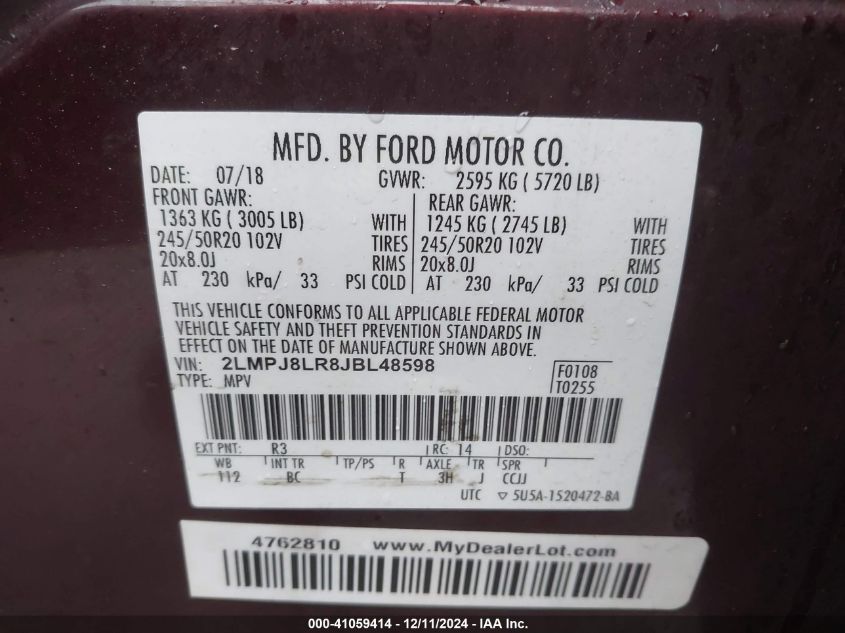 MFD. BY FORD MOTOR CO.
DATE: 07/18 GVWR: 2595 KG ( 5720 LB)
FRONT GAWR: REAR GAWR:
1363 KG ( 3005 LB) WITH 1245 KG ( 2745 LB) WITH
245/50R20 102V TIRES 245/50R20 102V TIRES
20x8.0J RIMS 20x8.0J RIMS
AT 230 kPa/ 33 PSI COLD AT 230 kPa/ 33 PSI COLD
THIS VEHICLE CONFORMS TO ALL APPLICABLE FEDERAL MOTOR
VEHICLE SAFETY AND THEFT PREVENTION STANDARDS IN
EFFECT ON THE DATE OF MANUFACTURE SHOWN ABOVE.
VIN: 2LMPJ8LR8JBL48598 F0108
TYPE: MPV T0255
EXT PNT: R3 RC: 14 DSO:
WB INT TR TP/PS R AXLE TR SPR
112 BC T 3H J CCJJ
UTC ▽ 5U5A-1520472-BA
4762810 www.MyDealerLot.com
000-41059414 - 12/11/2024 - IAA Inc.